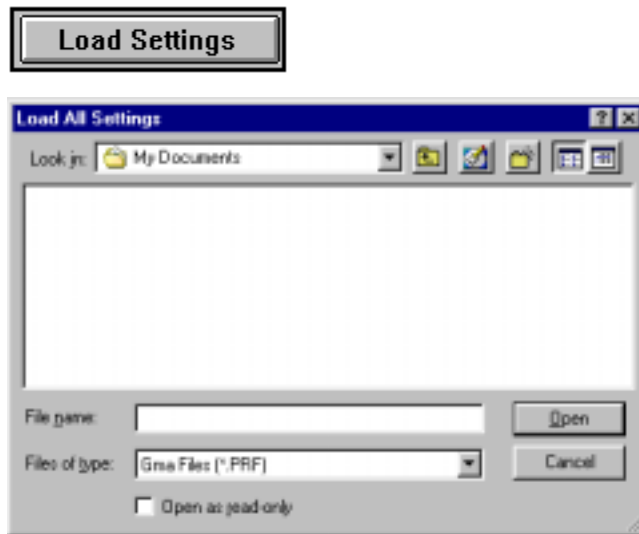 Load Settings
Load All Settings
Look in: My Documents
File name:
Open
Files of type: Gma Files (*.PRF)
Cancel
Open as read-only